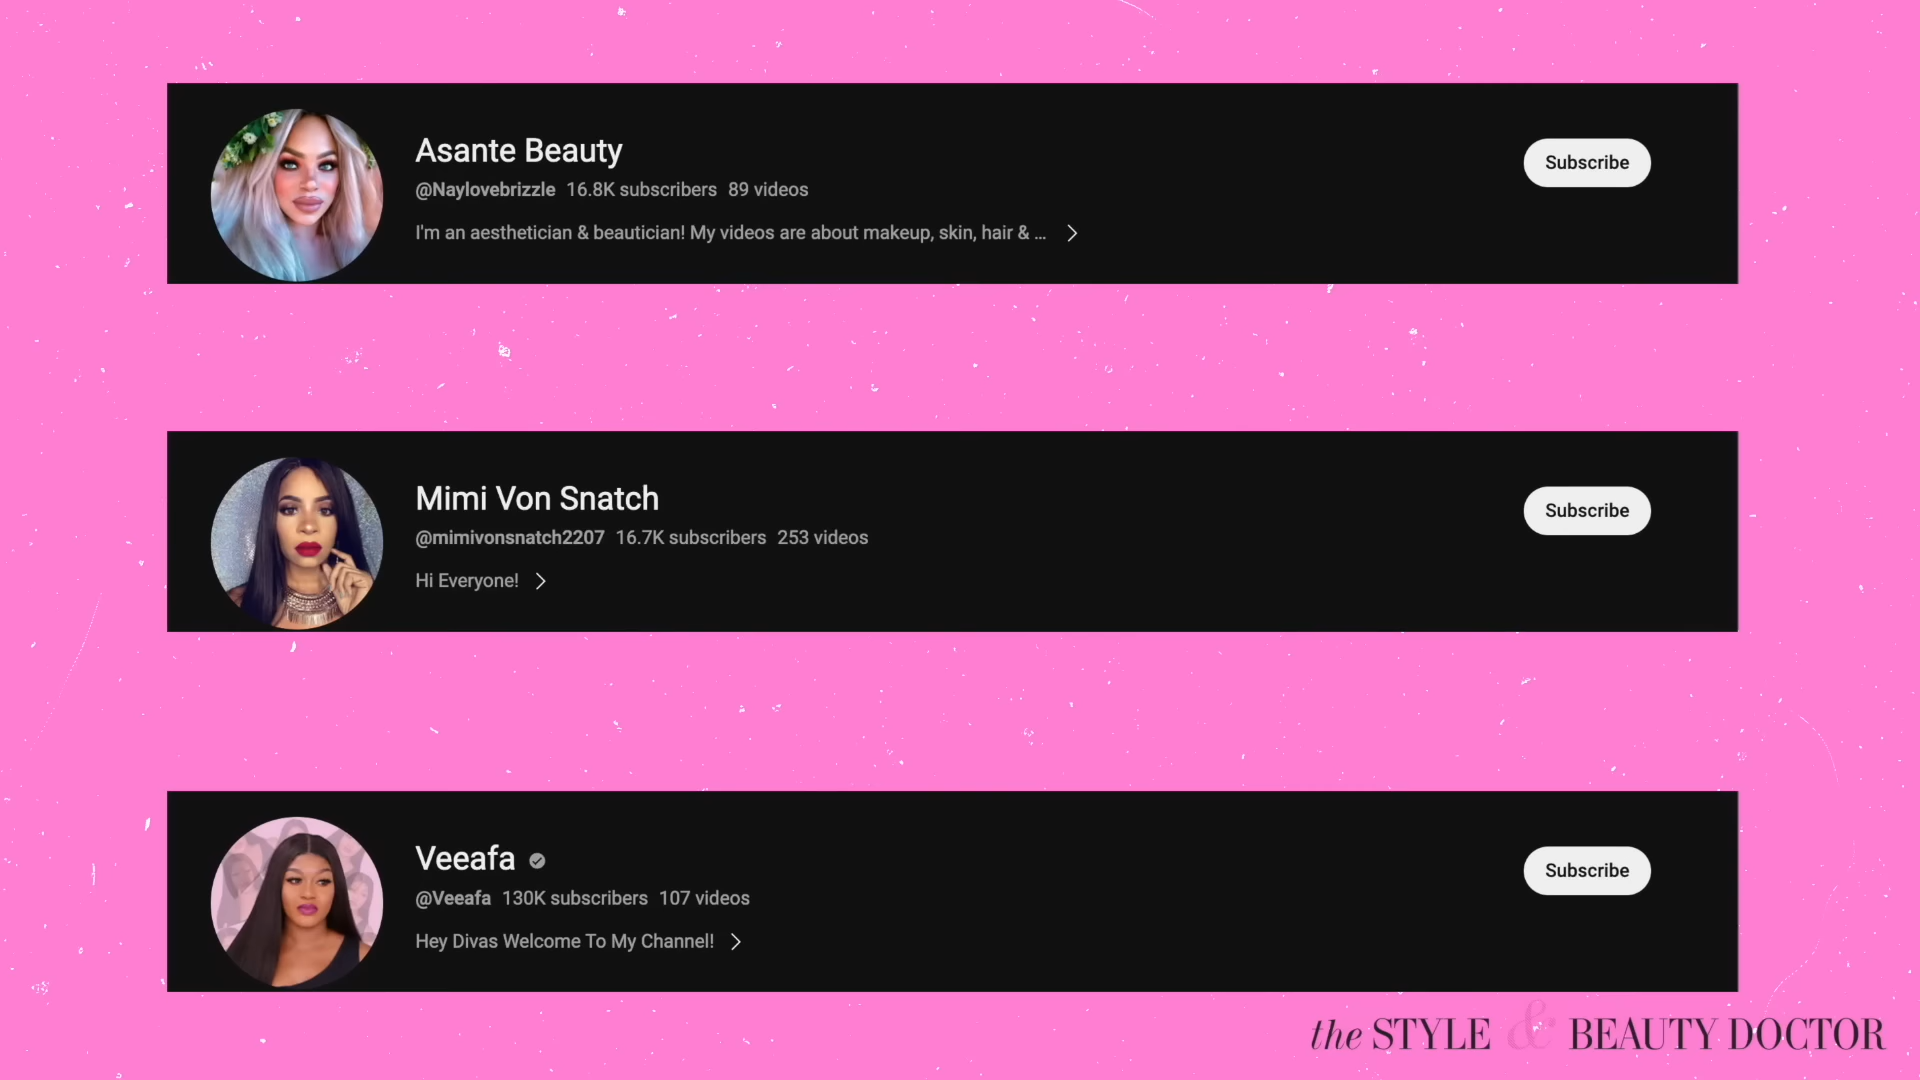 Asante Beauty
@Naylovebrizzle 16.8K subscribers 89 videos
I'm an aesthetician & beautician! My videos are about makeup, skin, hair & ...
Subscribe
Mimi Von Snatch
@mimivonsnatch2207 16.7K subscribers 253 videos
Hi Everyone!
Subscribe
Veeafa
@Veeafa 130K subscribers 107 videos
Hey Divas Welcome To My Channel!
Subscribe
the STYLE & BEAUTY DOCTOR